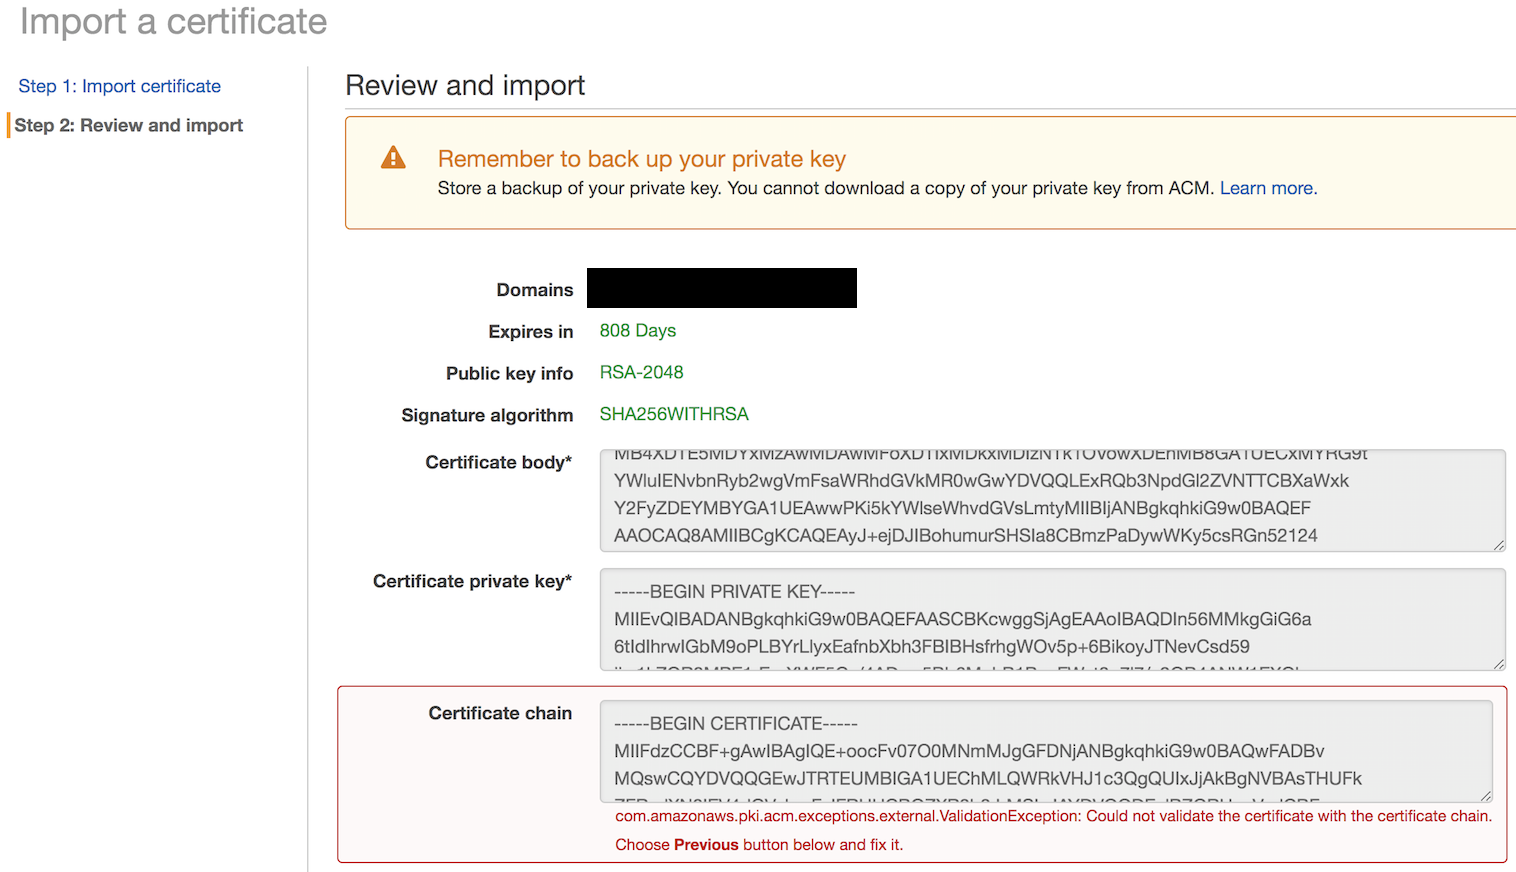 Import a certificate
Step 1: Import certificate
Step 2: Review and import
Review and import
Remember to back up your private key
Store a backup of your private key. You cannot download a copy of your private key from ACM. Learn more.
Domains
Expires in 808 Days
Public key info RSA-2048
Signature algorithm SHA256WITHRSA
Certificate body*
YWluIENvbnRyb2wgVmFsaWRhdGVkMR0wGwYDVQQLExRQb3NpdGl2ZVNTTCBXaWxk
Y2FyZDEYMBYGA1UEAwwPKi5kYWlseWhvdGVsLmtyMIIBIjANBgkqhkiG9w0BAQEF
AAOCAQ8AMIIBCgKCAQEAyJ+ejDJIBohumurSHSIa8CBmzPaDywWKy5csRGn52124
Certificate private key*
-----BEGIN PRIVATE KEY-----
MIIEvQIBADANBgkqhkiG9w0BAQEFAASCBKcwggSjAgEAAoIBAQDIn56MMkgGiG6a
6tIdIhrwIGbM9oPLBYrLlyxEafnbXbh3FBIBHsfrhgWOv5p+6BikoyJTNevCsd59
Certificate chain
-----BEGIN CERTIFICATE-----
MIIFdzCCBF+gAwIBAgIQE+oocFv07O0MNmMJgGFDNjANBgkqhkiG9w0BAQwFADBv
MQswCQYDVQQGEwJTRTEUMBIGA1UEChMLQWRkVHJ1c3QgQUIxJjAkBgNVBAsTHUFk
com.amazonaws.pki.acm.exceptions.external.ValidationException: Could not validate the certificate with the certificate chain.
Choose Previous button below and fix it.